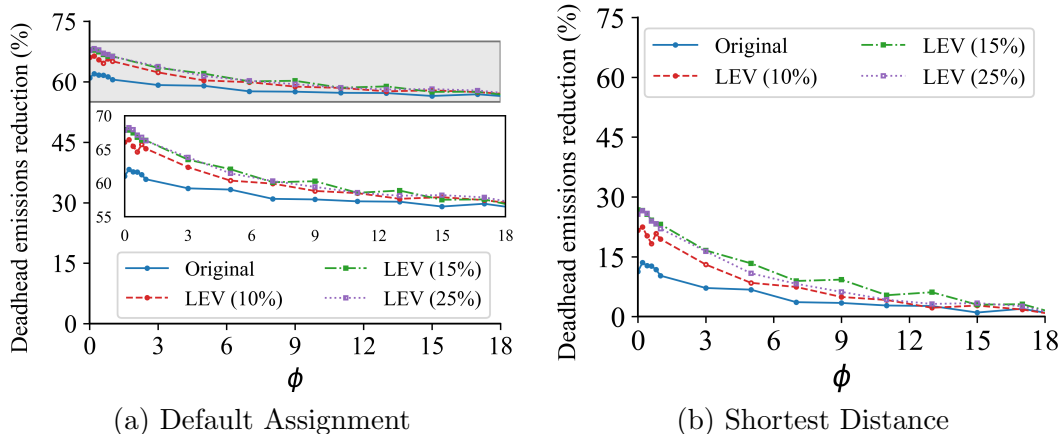 Deadhead emissions reduction (%)
75
60
45
30
15
0
70
65
60
55
0 3 6 9 12 15 18
Original
LEV (10%)
LEV (15%)
LEV (25%)
0 3 6 9 12 15 18
ϕ
(a) Default Assignment
Deadhead emissions reduction (%)
75
60
45
30
15
0
Original
LEV (10%)
LEV (15%)
LEV (25%)
0 3 6 9 12 15 18
ϕ
(b) Shortest Distance